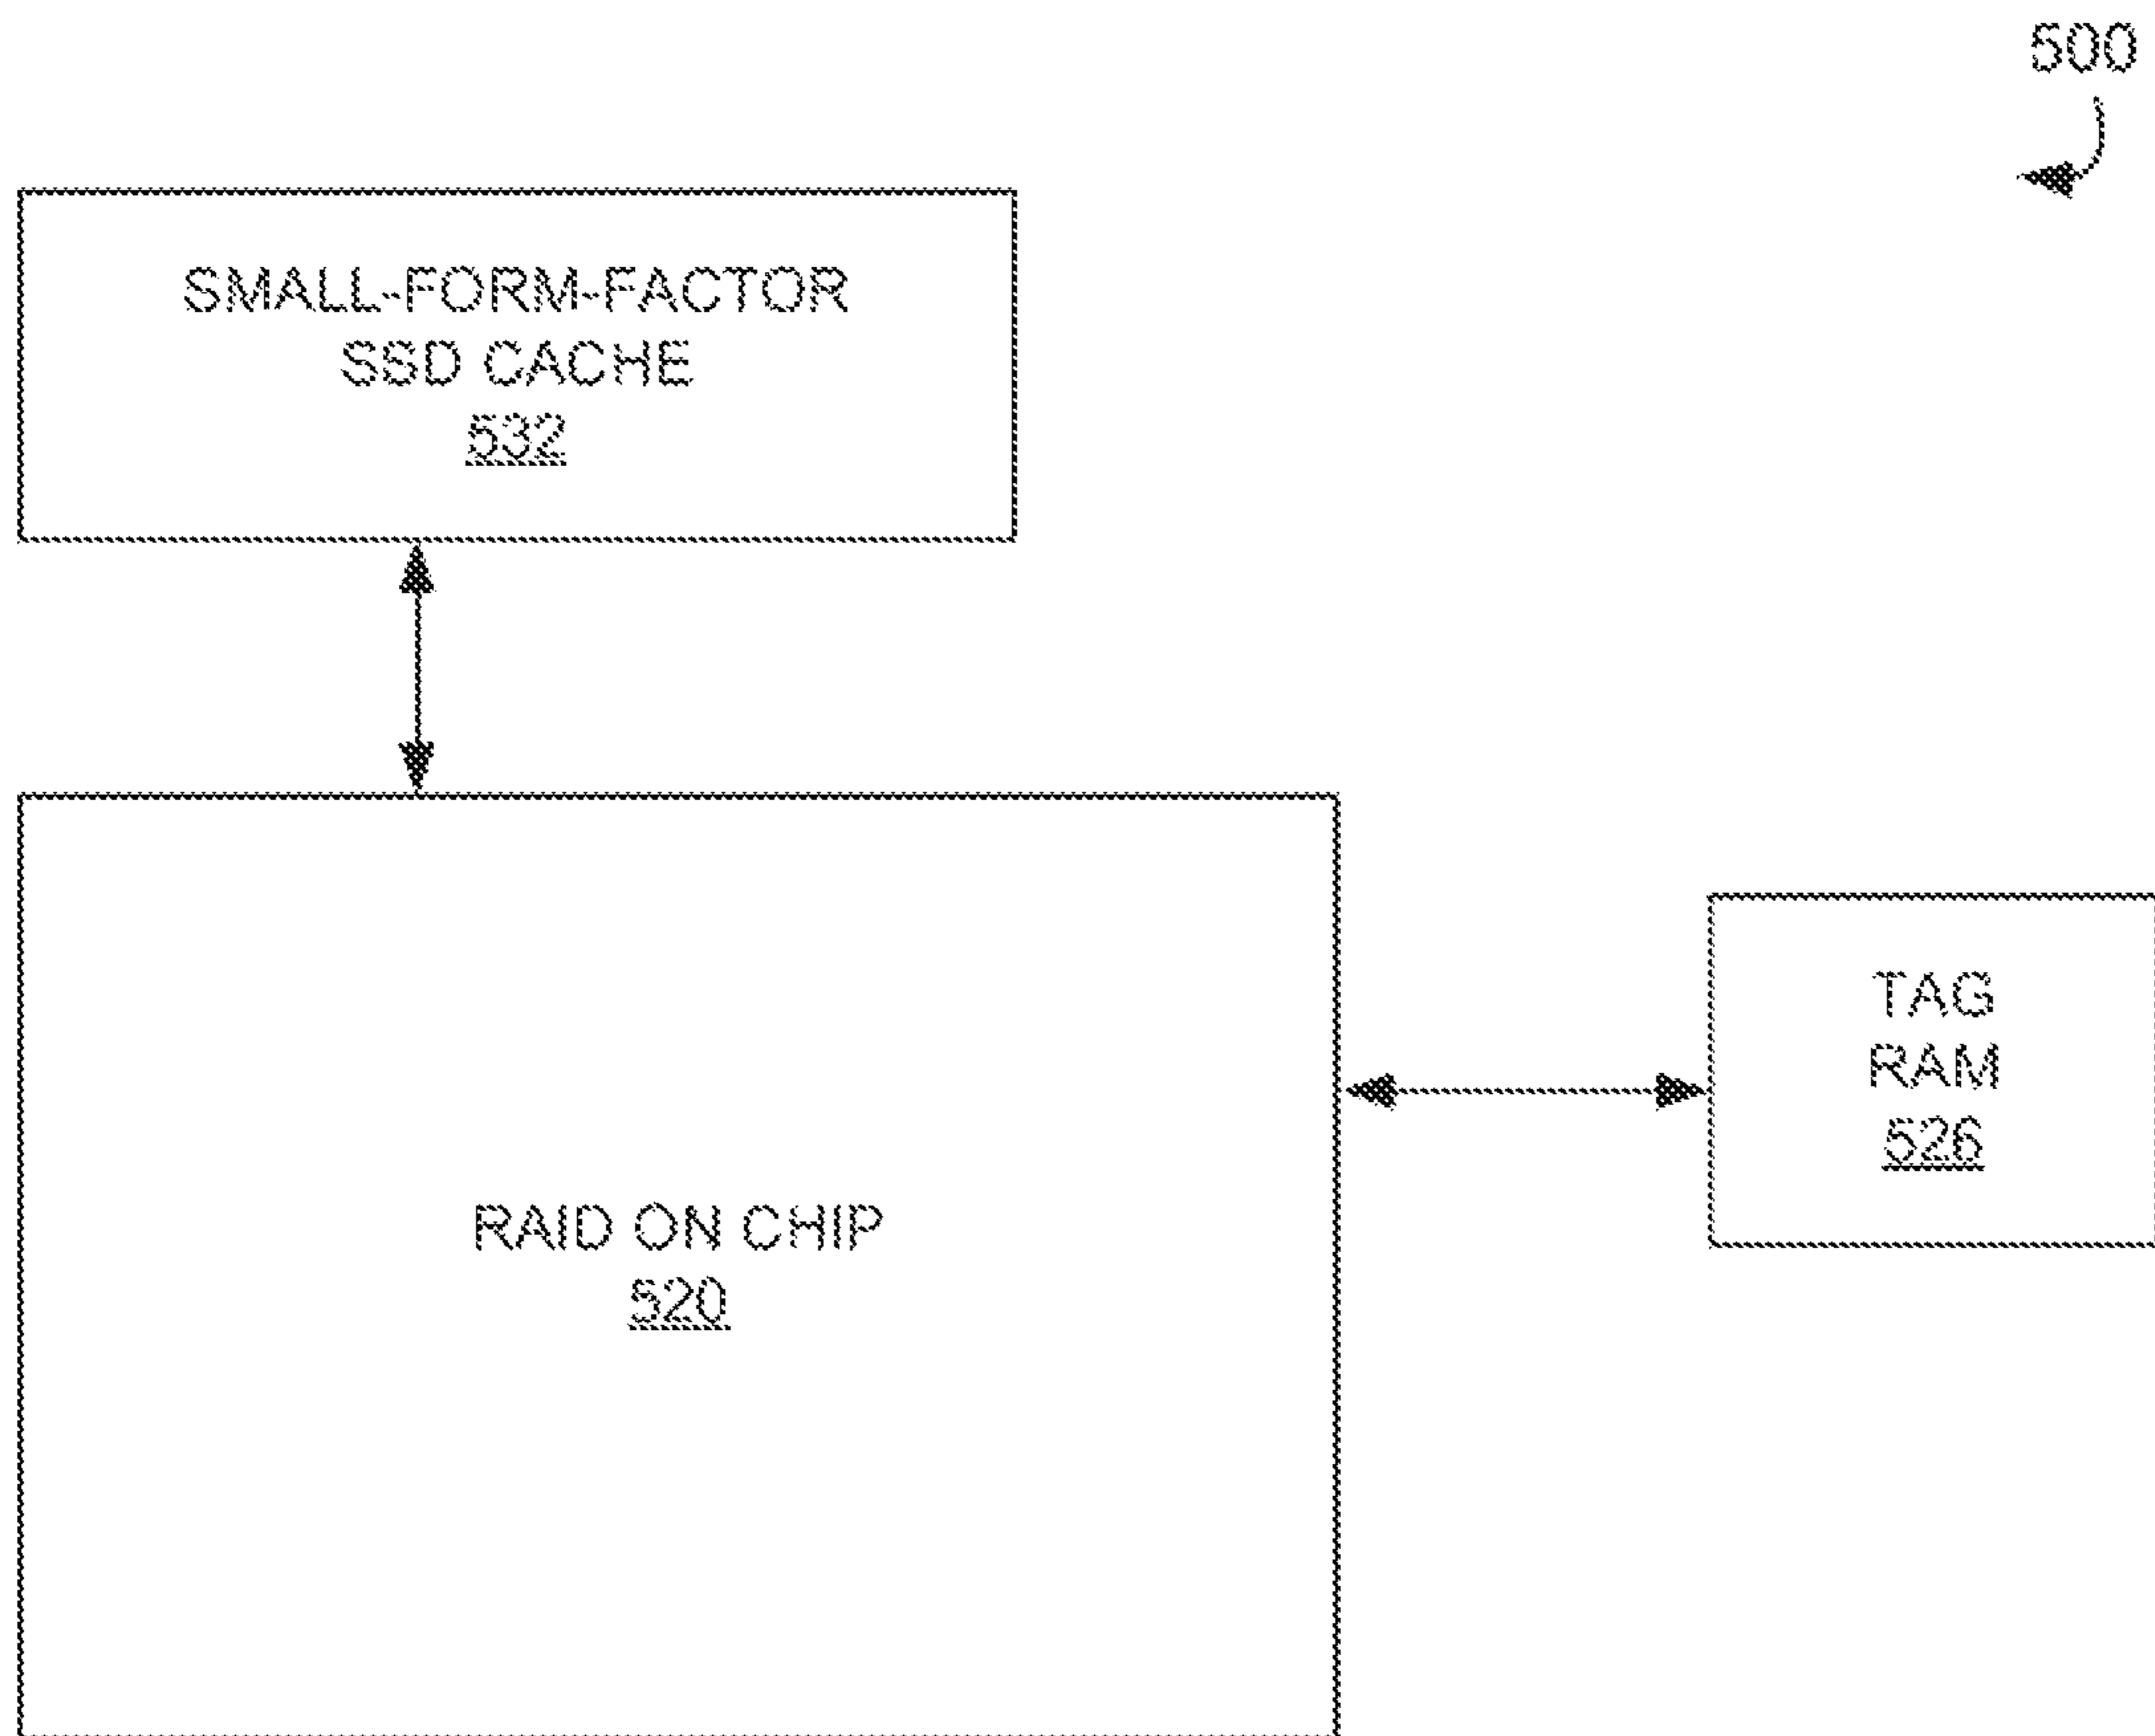 500
SMALL-FORM-FACTOR
SSD CACHE
532
TAG
RAM
526
RAID ON CHIP
520